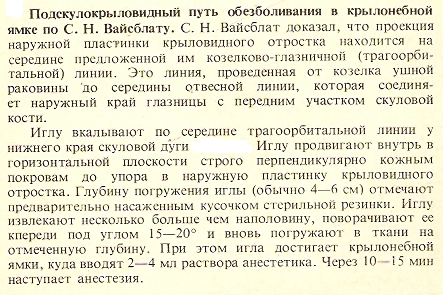 Подскулокрыловидный путь обезболивания в крылонебной
ямке по С. Н. Вайсблату. С. Н. Вайсблат доказал, что проекция
наружной пластинки крыловидного отростка находится на
середине предложенной им козелково-глазничной (трагоорби-
тальной) линии. Это линия, проведенная от козелка ушной
раковины до середины отвесной линии, которая соединя-
ет наружный край глазницы с передним участком скуловой
кости.
Иглу вкалывают по середине трагоорбитальной линии у
нижнего края скуловой дуги Иглу продвигают внутрь в
горизонтальной плоскости строго перпендикулярно кожным
покровам до упора в наружную пластинку крыловидного
отростка. Глубину погружения иглы (обычно 4—6 см) отмечают
предварительно насаженным кусочком стерильной резинки. Иглу
извлекают несколько больше чем наполовину, поворачивают ее
кпереди под углом 15—20° и вновь погружают в ткани на
отмеченную глубину. При этом игла достигает крылонебной
ямки, куда вводят 2—4 мл раствора анестетика. Через 10—15 мин
наступает анестезия.